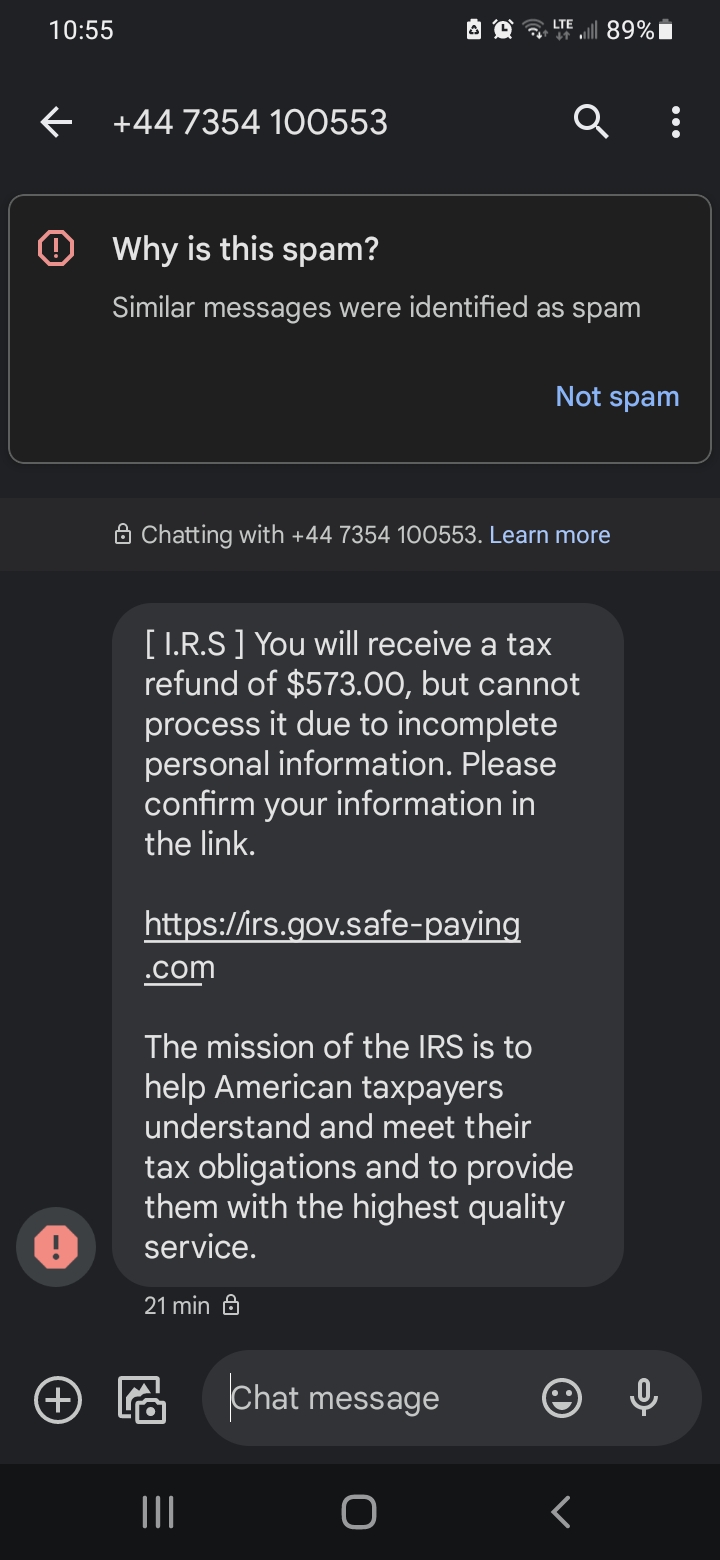 10:55
LTE
89%
+44 7354 100553
Why is this spam?
Similar messages were identified as spam
Not spam
Chatting with +44 7354 100553. Learn more
[ I.R.S ] You will receive a tax
refund of $573.00, but cannot
process it due to incomplete
personal information. Please
confirm your information in
the link.
https://irs.gov.safe-paying
.com
The mission of the IRS is to
help American taxpayers
understand and meet their
tax obligations and to provide
them with the highest quality
service.
21 min
Chat message